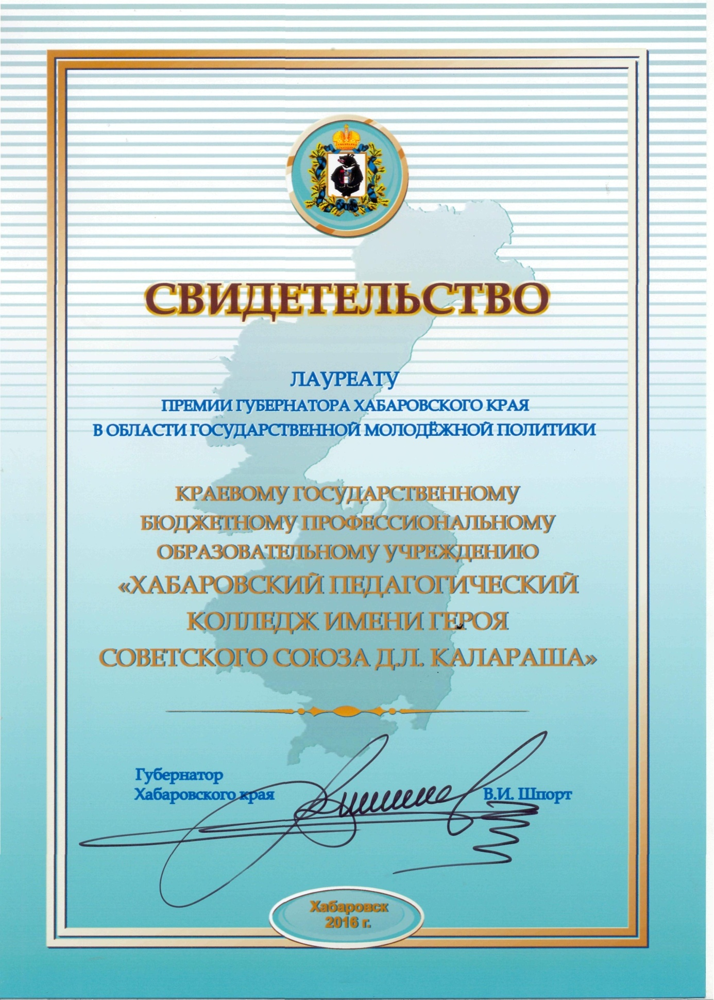 СВИДЕТЕЛЬСТВО
ЛАУРЕАТУ
ПРЕМИИ ГУБЕРНАТОРА ХАБАРОВСКОГО КРАЯ
В ОБЛАСТИ ГОСУДАРСТВЕННОЙ МОЛОДЁЖНОЙ ПОЛИТИКИ
КРАЕВОМУ ГОСУДАРСТВЕННОМУ
БЮДЖЕТНОМУ ПРОФЕССИОНАЛЬНОМУ
ОБРАЗОВАТЕЛЬНОМУ УЧРЕЖДЕНИЮ
«ХАБАРОВСКИЙ ПЕДАГОГИЧЕСКИЙ
КОЛЛЕДЖ ИМЕНИ ГЕРОЯ
СОВЕТСКОГО СОЮЗА Д.Л. КАЛАРАША»
Губернатор
Хабаровского края
В.И. Шпорт
Хабаровск
2016 г.